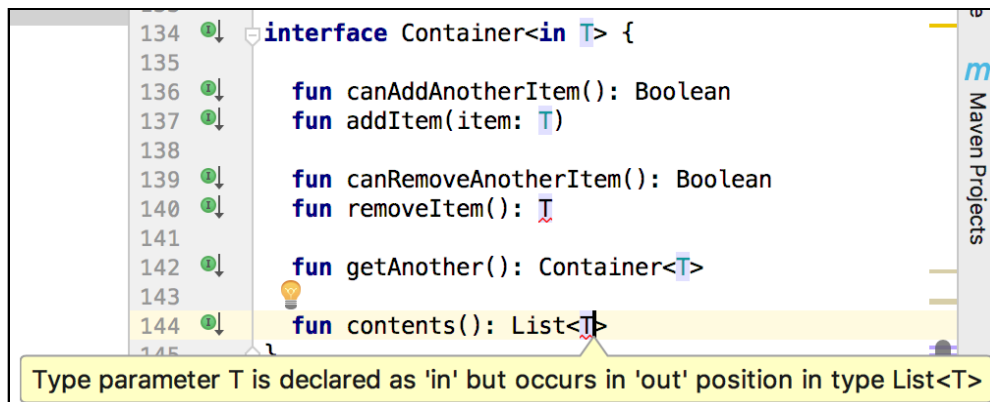 134 interface Container<in T> {
135
136 fun canAddAnotherItem(): Boolean
137 fun addItem(item: T)
138
139 fun canRemoveAnotherItem(): Boolean
140 fun removeItem(): T
141
142 fun getAnother(): Container<T>
143
144 fun contents(): List<T>
145 }
Type parameter T is declared as 'in' but occurs in 'out' position in type List<T>
m Maven Projects